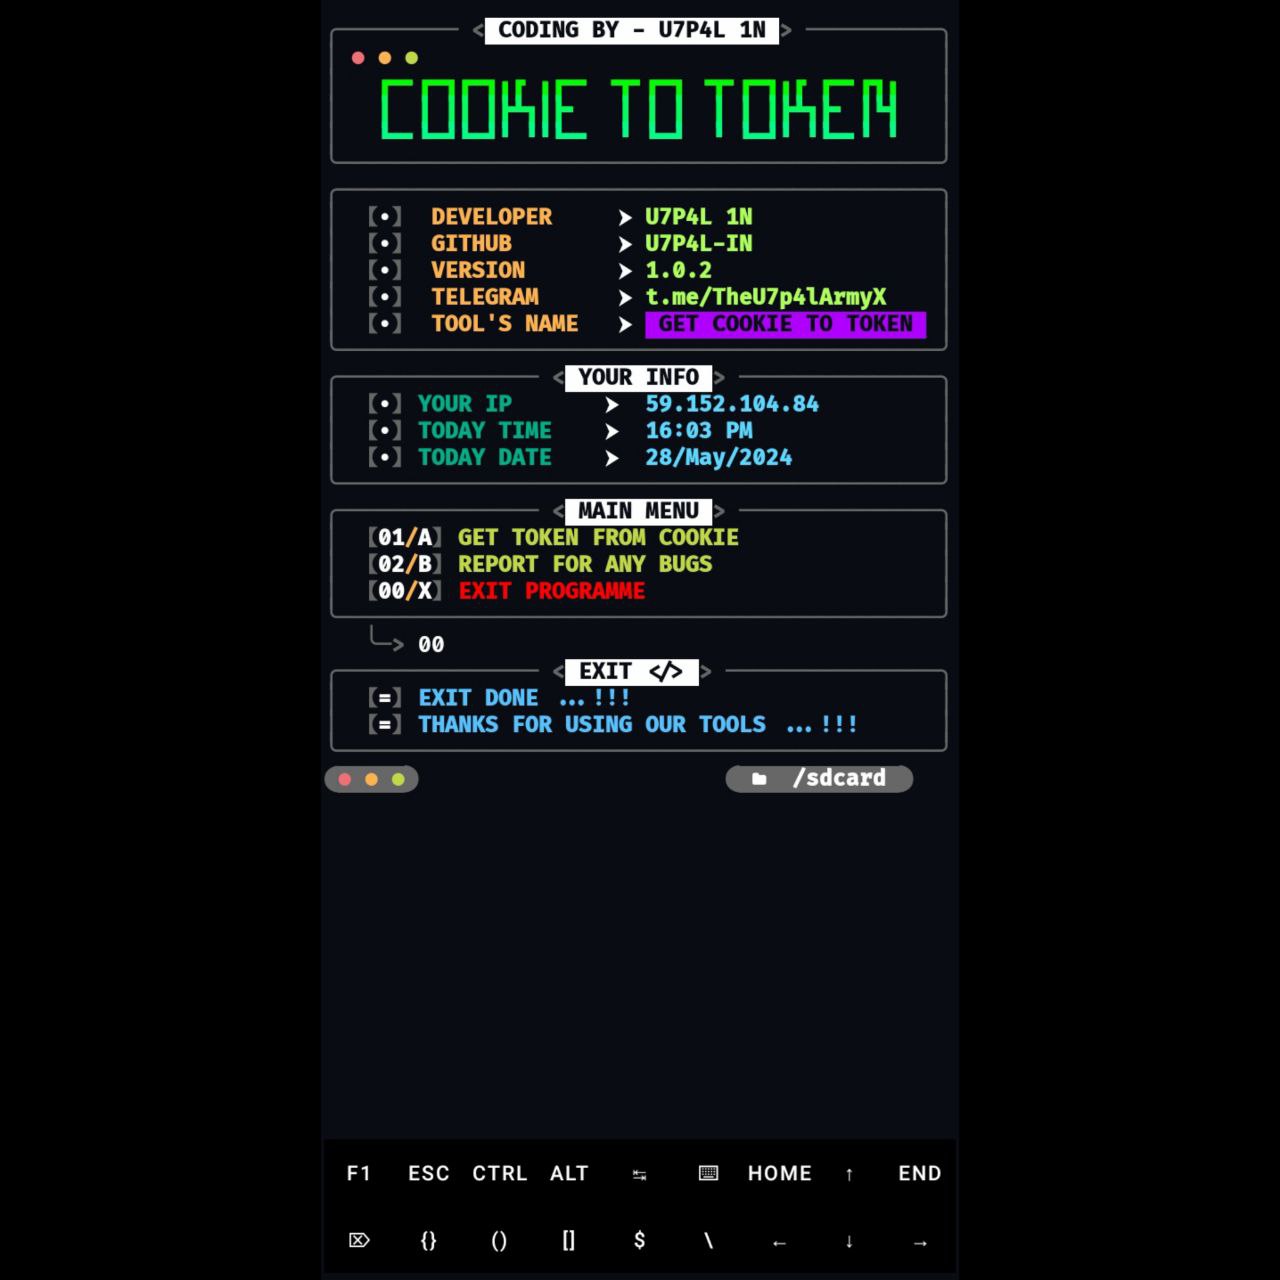 < CODING BY - U7P4L 1N >
COOKIE TO TOKEN
【•】 DEVELOPER ➤ U7P4L 1N
【•】 GITHUB ➤ U7P4L-IN
【•】 VERSION ➤ 1.0.2
【•】 TELEGRAM ➤ t.me/TheU7p4lArmyX
【•】 TOOL'S NAME ➤ GET COOKIE TO TOKEN
< YOUR INFO >
【•】 YOUR IP ➤ 59.152.104.84
【•】 TODAY TIME ➤ 16:03 PM
【•】 TODAY DATE ➤ 28/May/2024
< MAIN MENU >
【01/A】 GET TOKEN FROM COOKIE
【02/B】 REPORT FOR ANY BUGS
【00/X】 EXIT PROGRAMME
╰─> 00
< EXIT </> >
【=】 EXIT DONE ...!!!
【=】 THANKS FOR USING OUR TOOLS ...!!!
/sdcard
F1 ESC CTRL ALT ↹ ⌨ HOME ↑ END
⌦ {} () [] $ \ ← ↓ →